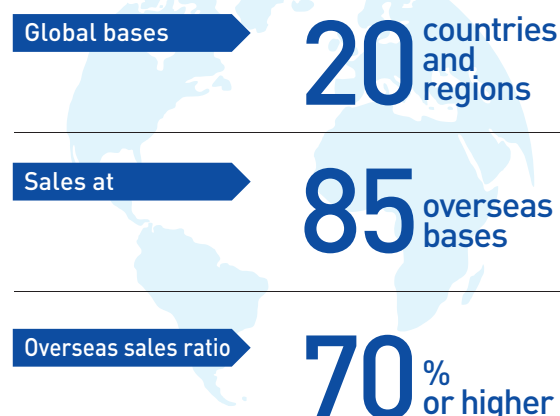 Global bases
20 countries
and
regions
Sales at
85 overseas
bases
Overseas sales ratio
70 %
or higher